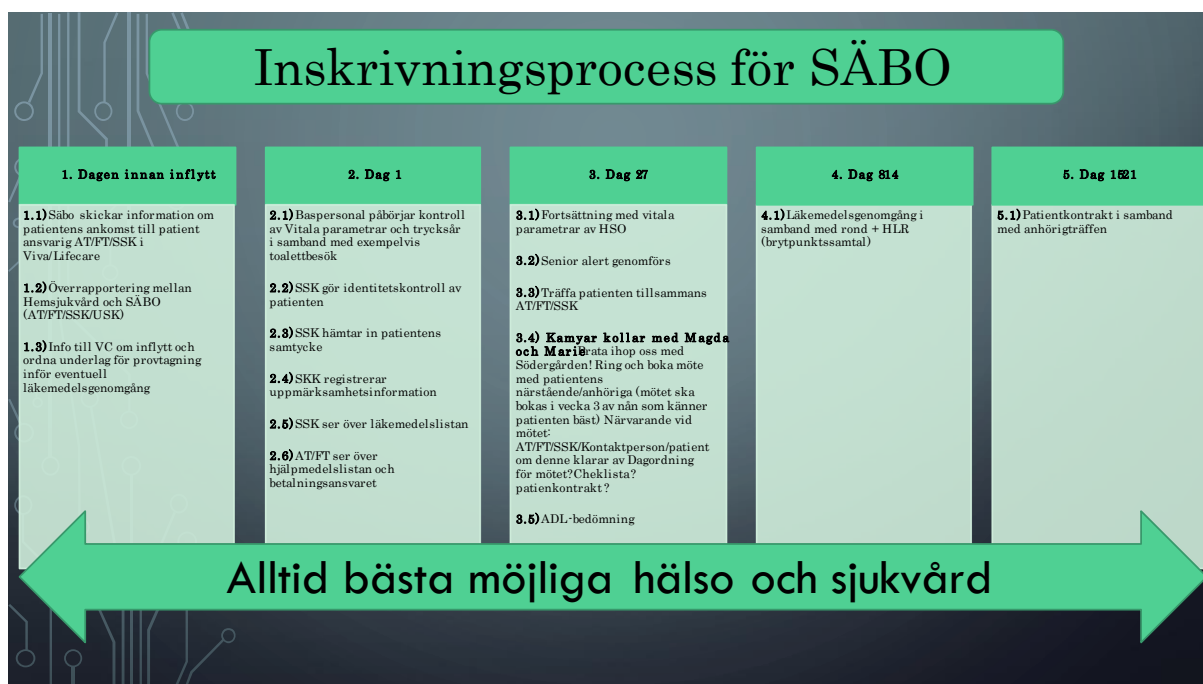 Inskrivningsprocess för SÄBO
1. Dagen innan inflytt
1.1)Säbo skickar information om
patientens ankomst till patient
ansvarig AT/FT/SSK i
Viva/Lifecare
1.2)Överrapportering mellan
Hemsjukvård och SÄBO
(AT/FT/SSK/USK)
1.3)Info till VC om inflytt och
ordna underlag för provtagning
inför eventuell
läkemedelsgenomgång
2. Dag 1
2.1)Baspersonal påbörjar kontroll
av Vitala parametrar och trycksår
i samband med exempelvis
toalettbesök
2.2)SSK gör identitetskontroll av
patienten
2.3)SSK hämtar in patientens
samtycke
2.4)SKK registrerar
uppmärksamhetsinformation
2.5)SSK ser över läkemedelslistan
2.6)AT/FT ser över
hjälpmedelslistan och
betalningsansvaret
3. Dag 27
3.1)Fortsättning med vitala
parametrar av HSO
3.2)Senior alert genomförs
3.3)Träffa patienten tillsammans
AT/FT/SSK
3.4) Kamyar kollar med Magda
och Marie Prata ihop oss med
Södergården! Ring och boka möte
med patientens
närstående/anhöriga (mötet ska
bokas i vecka 3 av nån som känner
patienten bäst) Närvarande vid
mötet:
AT/FT/SSK/Kontaktperson/patient
om denne klarar av Dagordning
för mötet?Cheklista?
patienkontrakt?
3.5)ADL-bedömning
4. Dag 814
4.1)Läkemedelsgenomgång i
samband med rond + HLR
(brytpunktssamtal)
5. Dag 1521
5.1)Patientkontrakt i samband
med anhörigträffen
Alltid bästa möjliga hälso och sjukvård